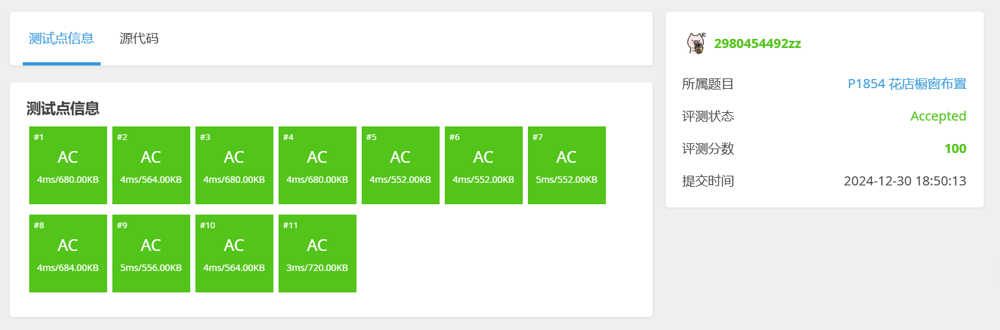 测试点信息 源代码
测试点信息
#1 #2 #3 #4 #5 #6 #7
AC AC AC AC AC AC AC
4ms/680.00KB 4ms/564.00KB 4ms/680.00KB 4ms/680.00KB 4ms/552.00KB 4ms/552.00KB 5ms/552.00KB
#8 #9 #10 #11
AC AC AC AC
4ms/684.00KB 5ms/556.00KB 4ms/564.00KB 3ms/720.00KB
2980454492zz
所属题目 P1854 花店橱窗布置
评测状态 Accepted
评测分数 100
提交时间 2024-12-30 18:50:13